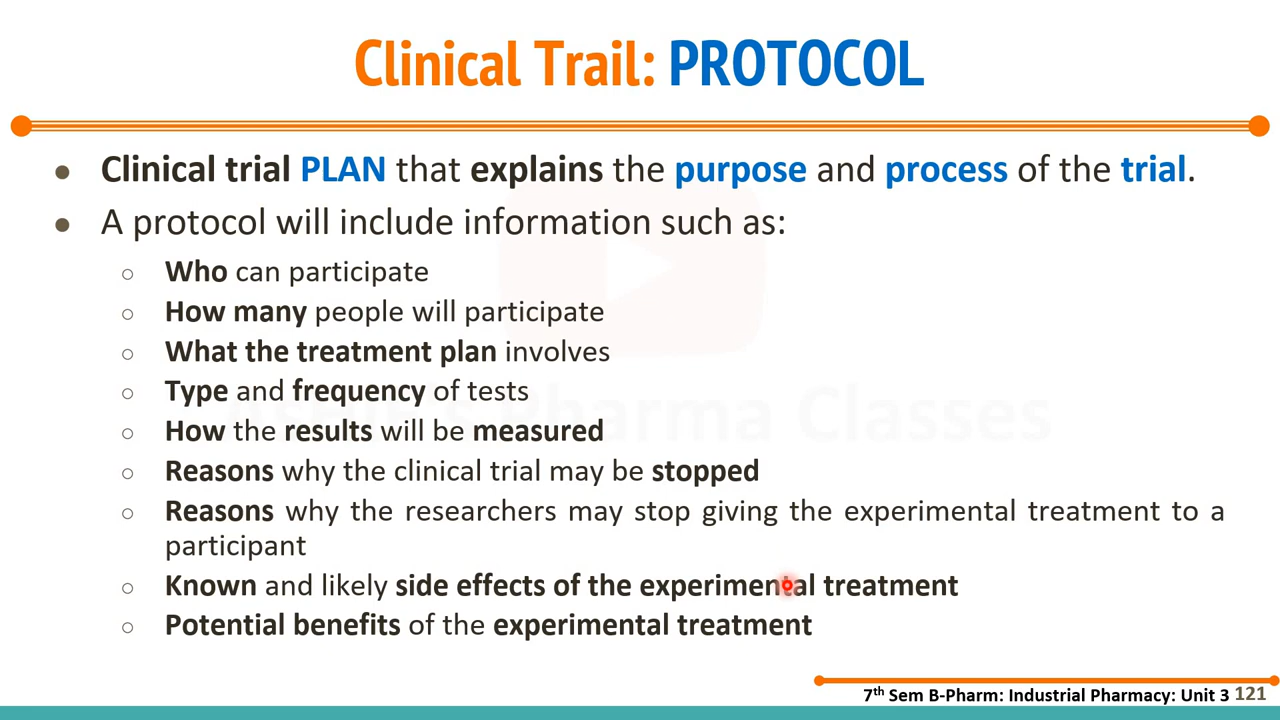 Clinical Trail: PROTOCOL
Clinical trial PLAN that explains the purpose and process of the trial.
A protocol will include information such as:
Who can participate
How many people will participate
What the treatment plan involves
Type and frequency of tests
How the results will be measured
Reasons why the clinical trial may be stopped
Reasons why the researchers may stop giving the experimental treatment to a
participant
Known and likely side effects of the experimental treatment
Potential benefits of the experimental treatment
Pharma Classes
7th Sem B-Pharm: Industrial Pharmacy: Unit 3 121